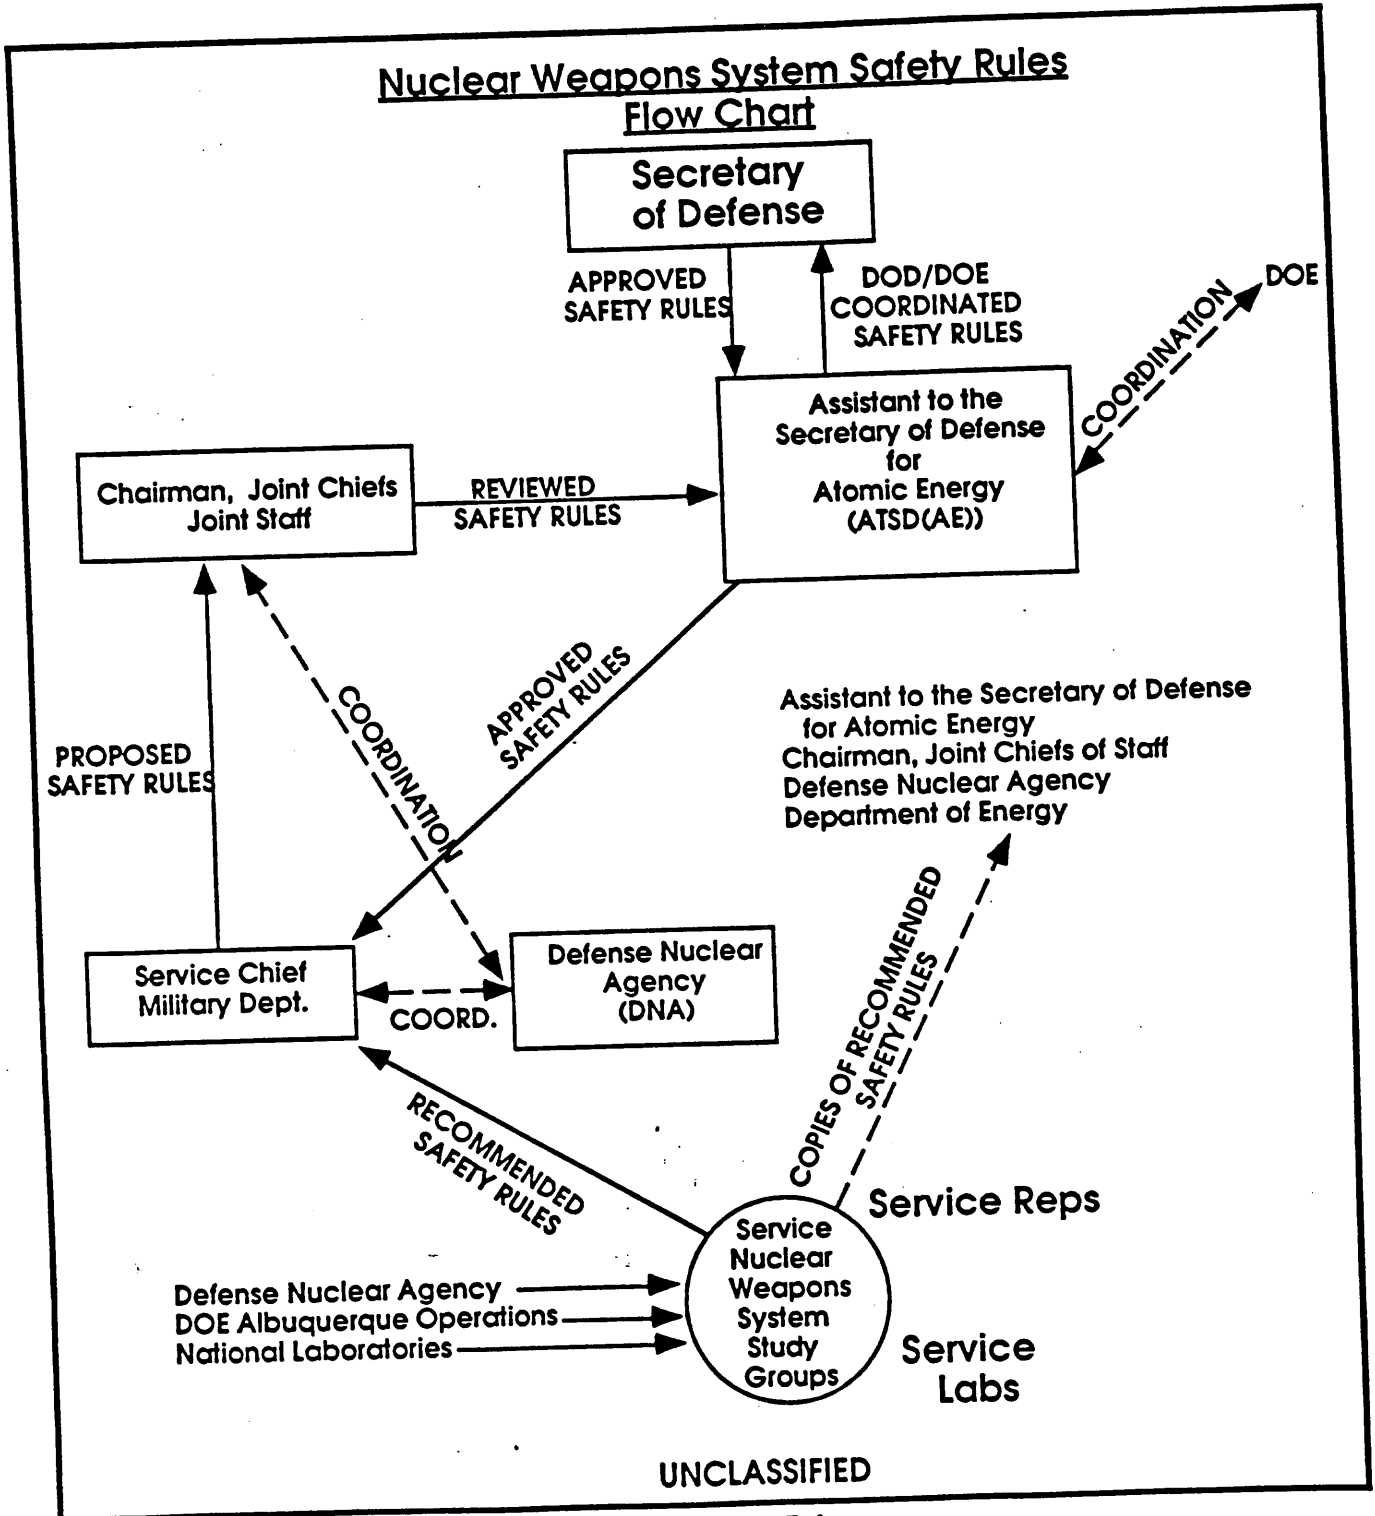 Nuclear Weapons System Safety Rules
Flow Chart
Secretary
of Defense
APPROVED
SAFETY RULES
DOD/DOE
COORDINATED
SAFETY RULES
COORDINATION
DOE
Assistant to the
Secretary of Defense
for
Atomic Energy
(ATSD(AE))
Chairman, Joint Chiefs
Joint Staff
REVIEWED
SAFETY RULES
PROPOSED
SAFETY RULES
COORDINATION
APPROVED
SAFETY RULES
Assistant to the Secretary of Defense
for Atomic Energy
Chairman, Joint Chiefs of Staff
Defense Nuclear Agency
Department of Energy
Service Chief
Military Dept.
COORD.
Defense Nuclear
Agency
(DNA)
COPIES OF RECOMMENDED
SAFETY RULES
RECOMMENDED
SAFETY RULES
Service Reps
Service
Nuclear
Weapons
System
Study
Groups
Defense Nuclear Agency
DOE Albuquerque Operations
National Laboratories
Service
Labs
UNCLASSIFIED